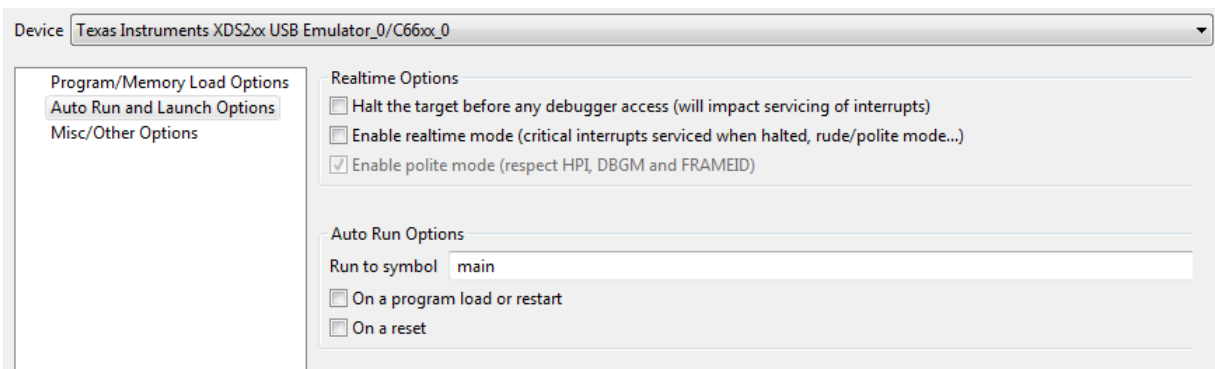 Device Texas Instruments XDS2xx USB Emulator_0/C66xx_0
Program/Memory Load Options
Auto Run and Launch Options
Misc/Other Options
Realtime Options
Halt the target before any debugger access (will impact servicing of interrupts)
Enable realtime mode (critical interrupts serviced when halted, rude/polite mode...)
Enable polite mode (respect HPI, DBGM and FRAMEID)
Auto Run Options
Run to symbol main
On a program load or restart
On a reset